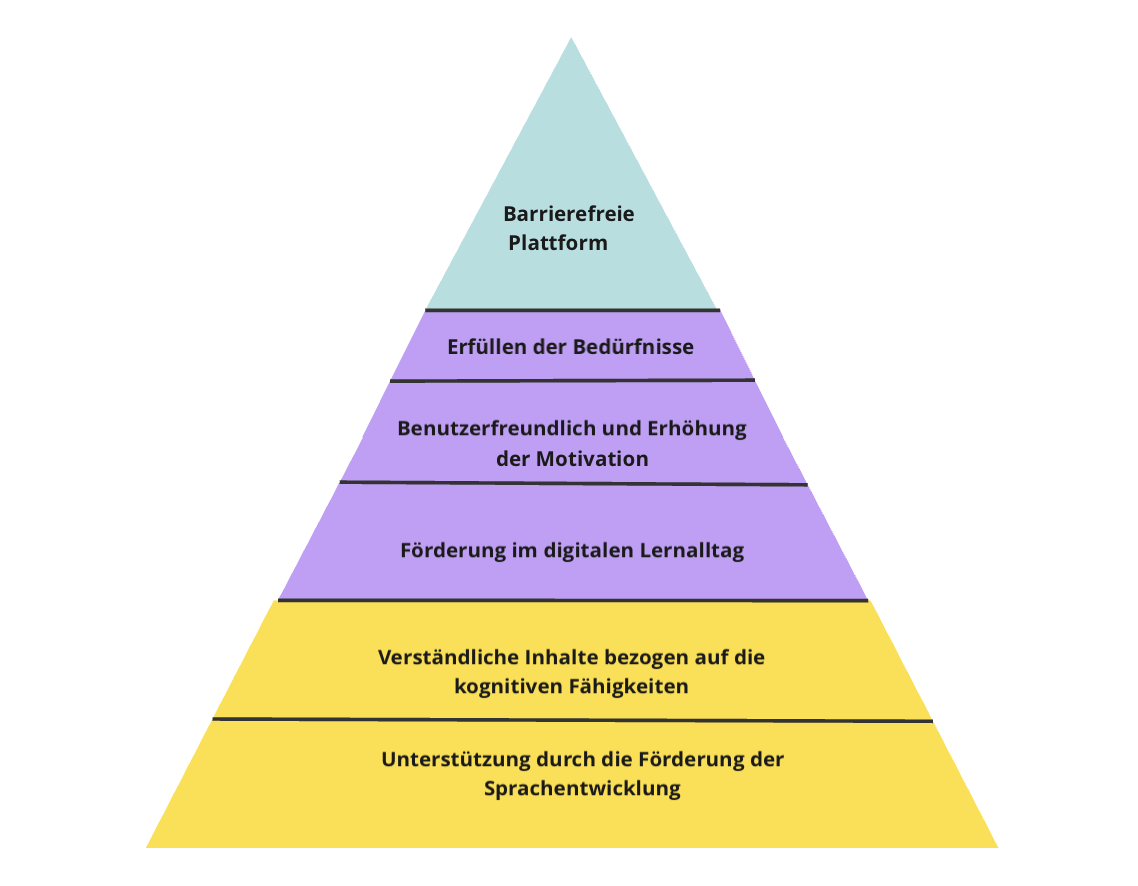 Barrierefreie
Plattform
Erfüllen der Bedürfnisse
Benutzerfreundlich und Erhöhung
der Motivation
Förderung im digitalen Lernalltag
Verständliche Inhalte bezogen auf die
kognitiven Fähigkeiten
Unterstützung durch die Förderung der
Sprachentwicklung